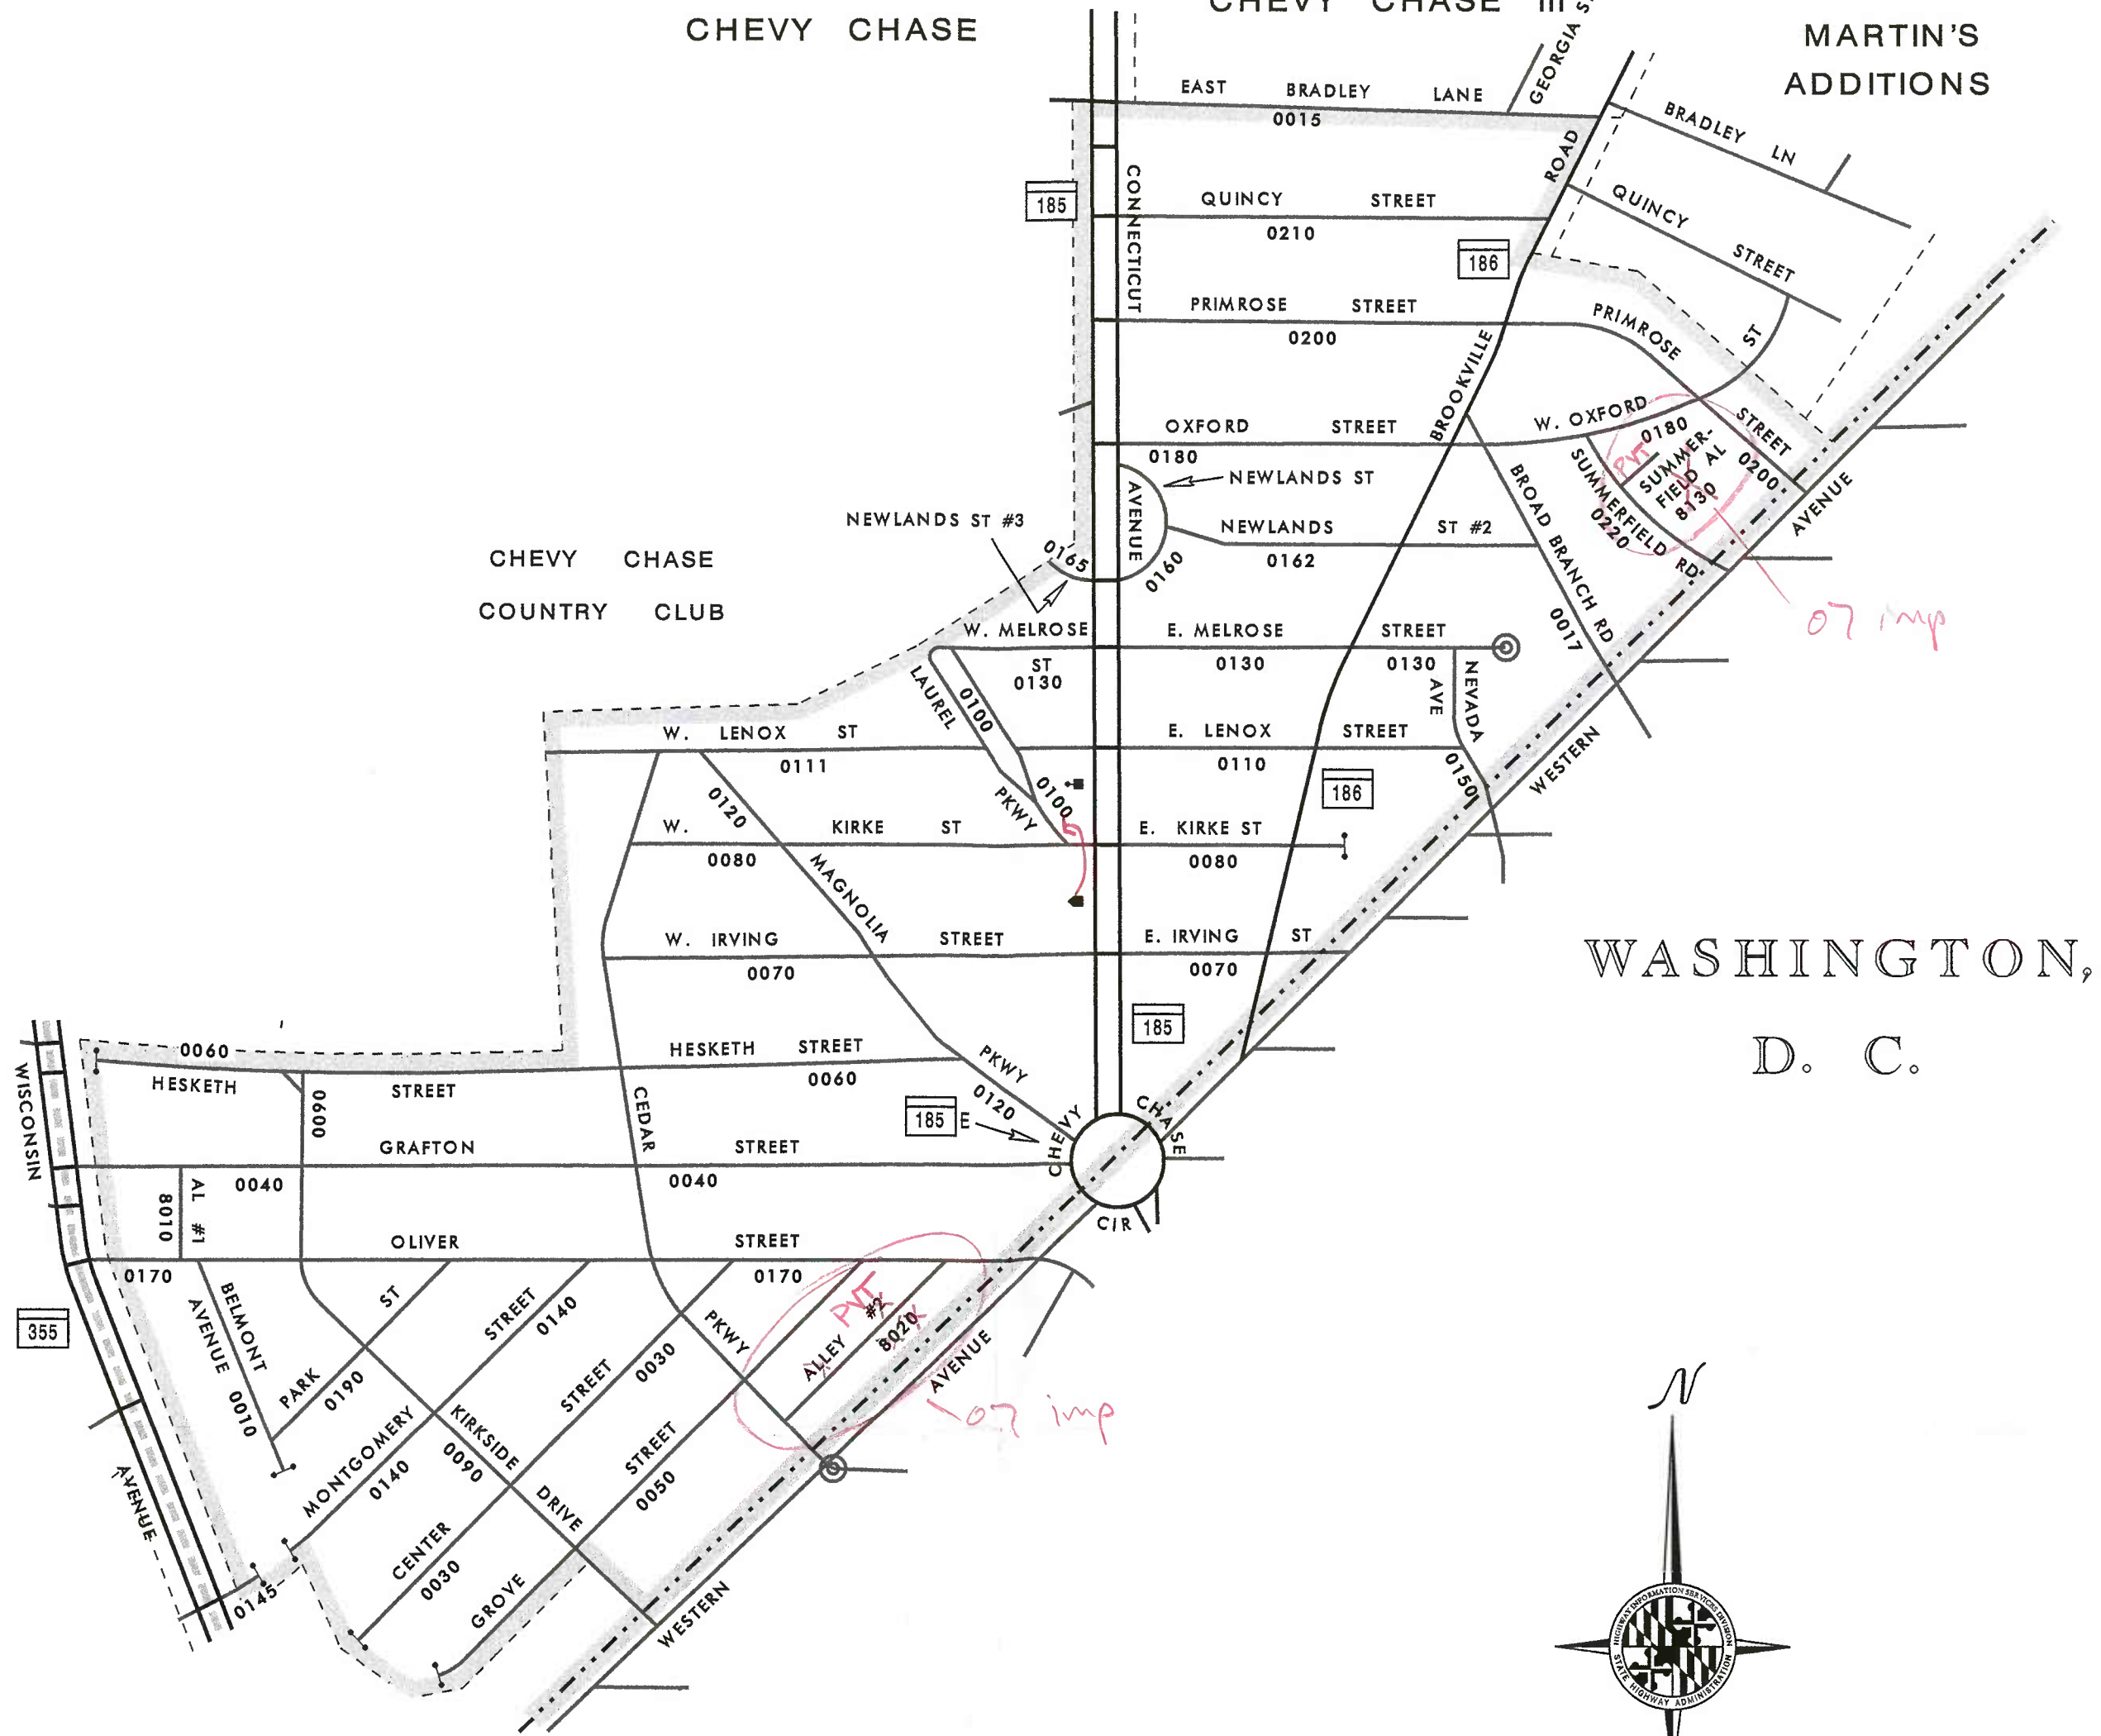 CHEVY CHASE
CHEVY CHASE III
MARTIN'S
ADDITIONS
GEORGIA
EAST BRADLEY LANE
0015
BRADLEY LN
ROAD
185
CONNECTICUT
QUINCY STREET
0210
QUINCY STREET
186
PRIMROSE STREET
0200
PRIMROSE
ST
BROOKVILLE
W. OXFORD
STREET
0200
OXFORD STREET
0180
0180
PVT
SUMMER-
FIELD AL
8130
SUMMERFIELD RD
0220
AVENUE
NEWLANDS ST
AVENUE
NEWLANDS ST #3
NEWLANDS ST #2
0162
0165
0160
BROAD BRANCH RD
0017
07 imp
CHEVY CHASE
COUNTRY CLUB
W. MELROSE
ST
0130
E. MELROSE STREET
0130
0130
NEVADA
AVE
0150
LAUREL
0100
PKWY
0100
W. LENOX ST
0111
E. LENOX STREET
0110
WESTERN
186
0120
W. KIRKE ST
0080
E. KIRKE ST
0080
MAGNOLIA
W. IRVING STREET
0070
E. IRVING ST
0070
WASHINGTON,
D. C.
185
0060
HESKETH STREET
HESKETH STREET
0060
PKWY
0120
WISCONSIN
0090
CEDAR
185 E
CHEVY CHASE
CIR
GRAFTON STREET
0040
0040
AL #1
8010
OLIVER STREET
0170
0170
355
BELMONT
AVENUE 0010
PARK ST
0190
STREET
0140
MONTGOMERY
0140
KIRKSIDE
0090
DRIVE
STREET
0030
CENTER
0030
PKWY
PVT
ALLEY #2
8020
AVENUE
07 imp
STREET
0050
GROVE
AVENUE
0145
WESTERN
N
HIGHWAY INFORMATION SERVICES DIVISION
STATE HIGHWAY ADMINISTRATION